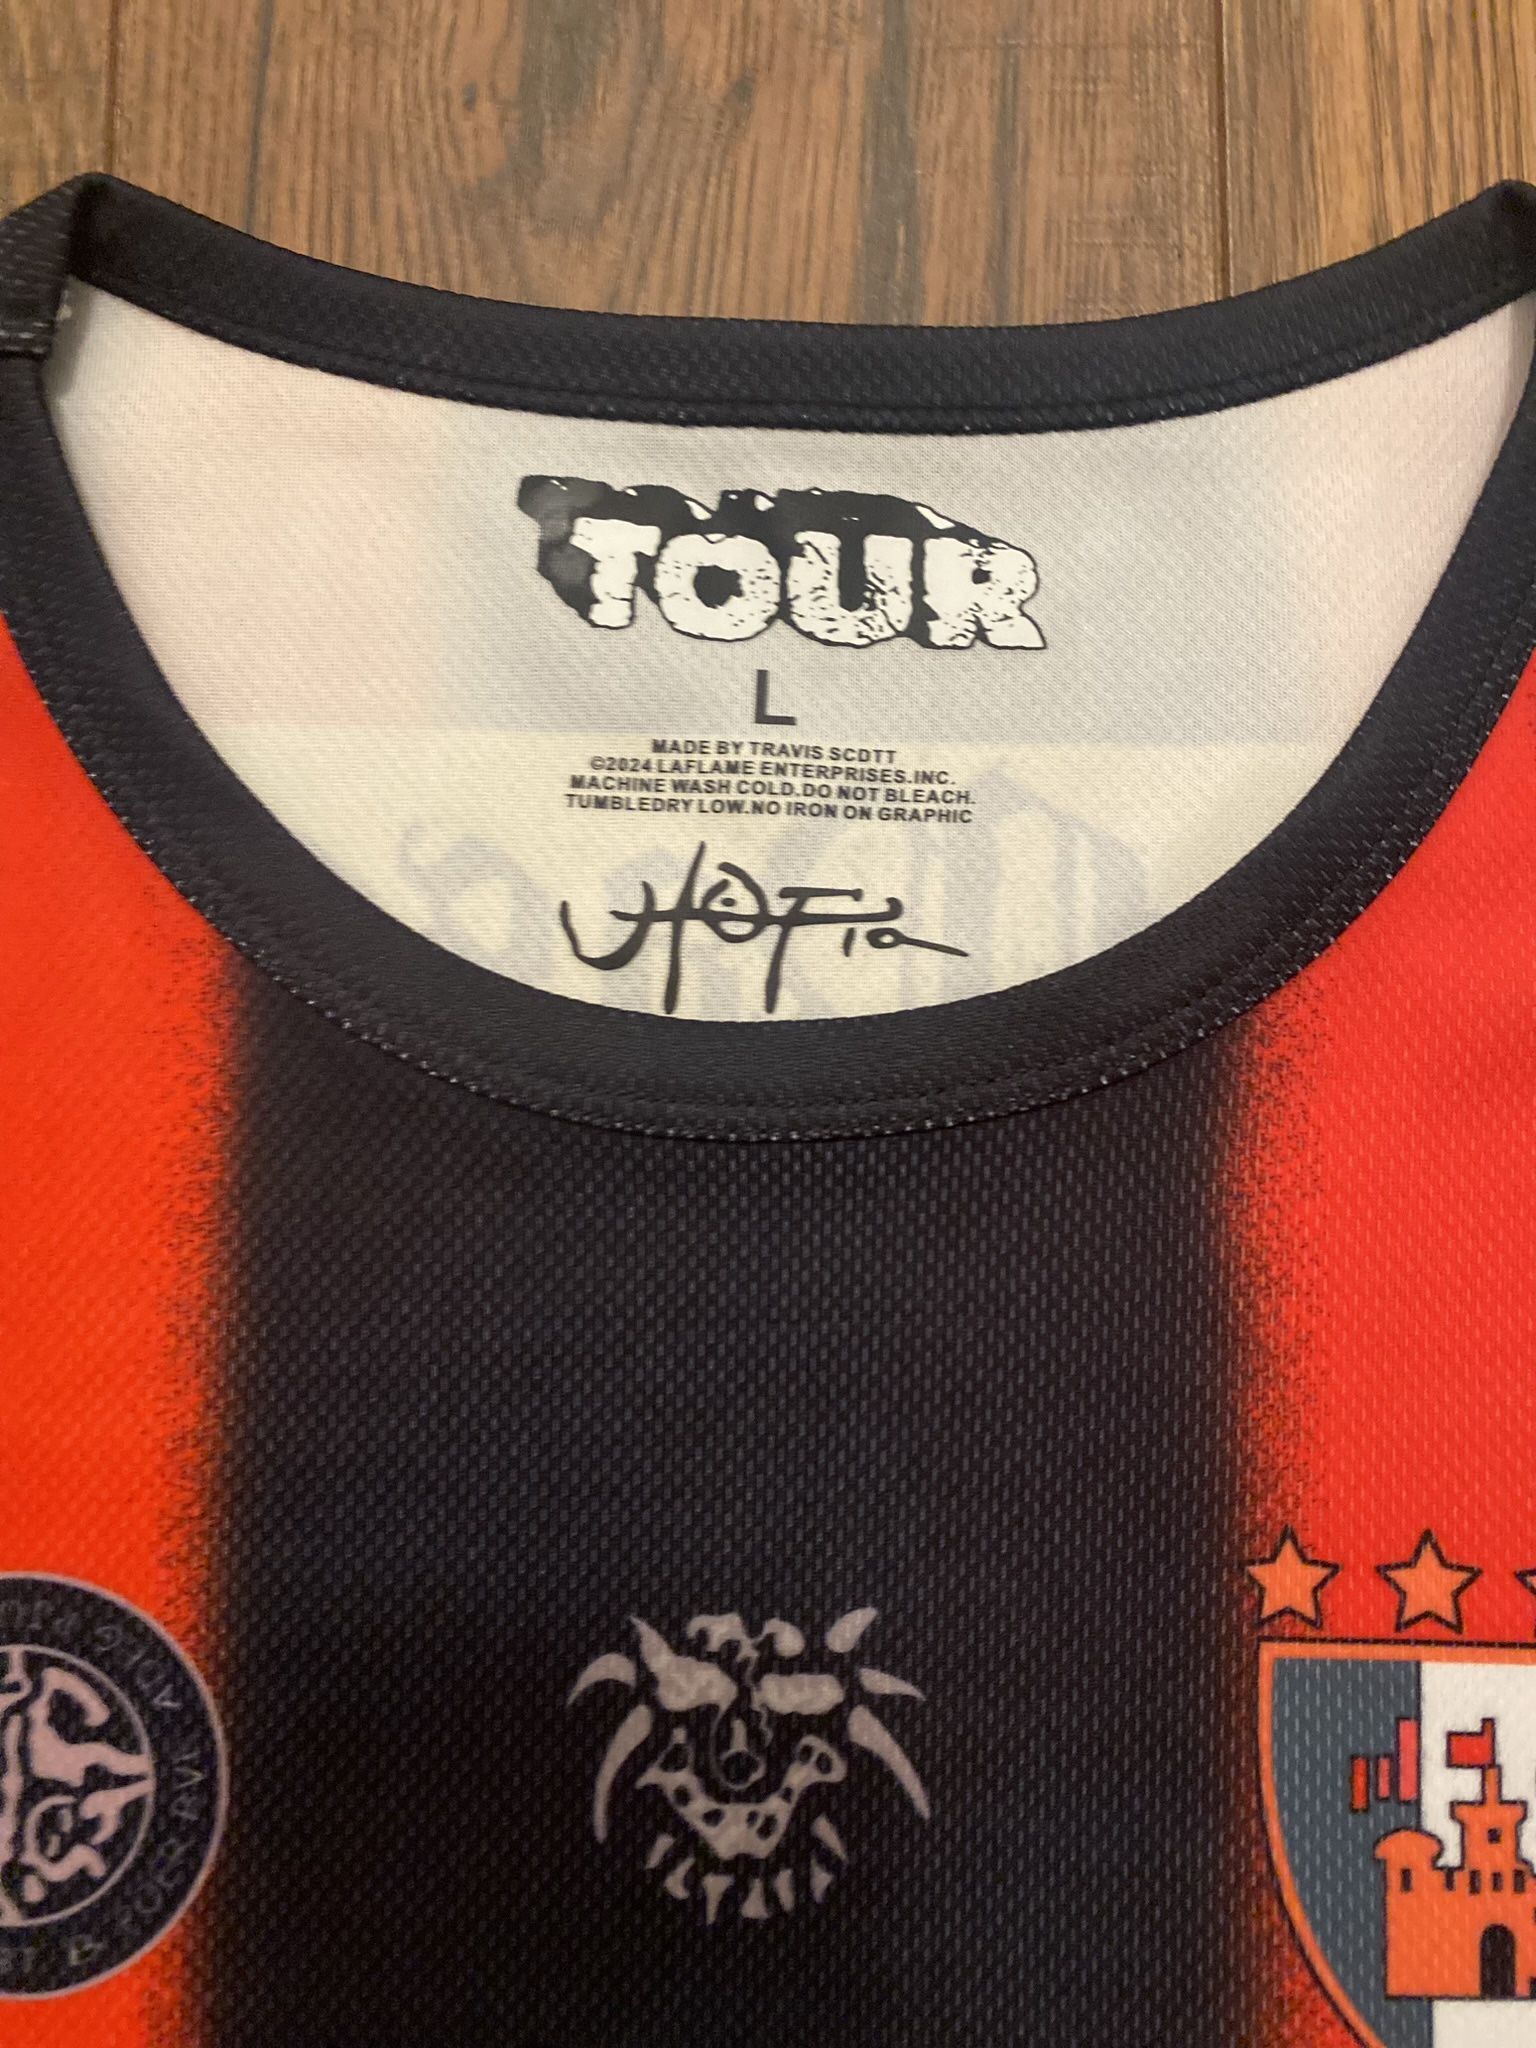 TOUR
L
MADE BY TRAVIS SCDTT
©2024 LAFLAME ENTERPRISES.INC.
MACHINE WASH COLD.DO NOT BLEACH.
TUMBLEDRY LOW.NO IRON ON GRAPHIC